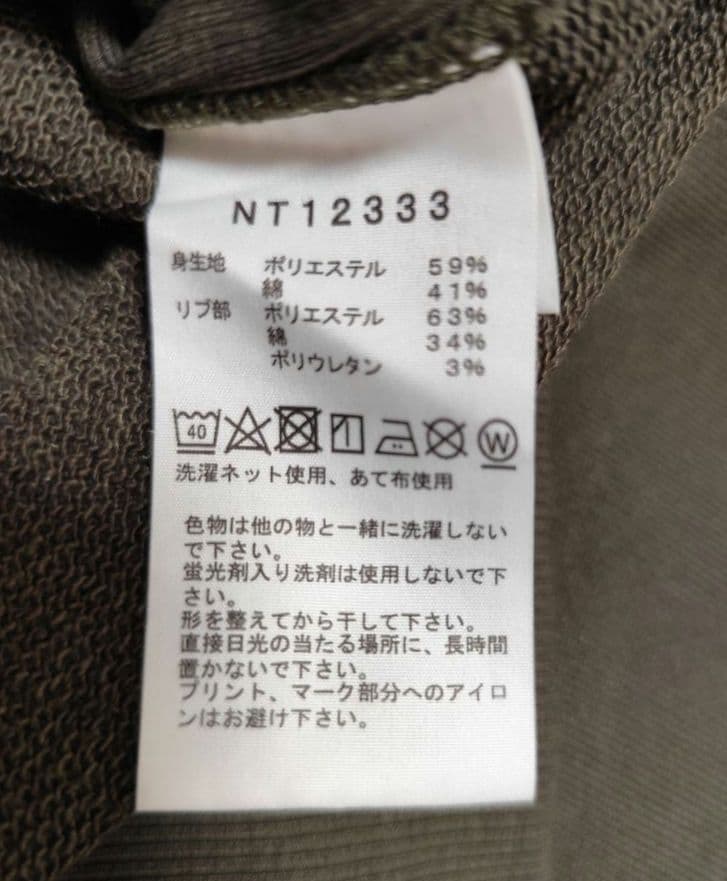 NT12333
身生地 ポリエステル 59%
綿 41%
リブ部 ポリエステル 63%
綿 34%
ポリウレタン 3%
40 W
洗濯ネット使用、あて布使用
色物は他の物と一緒に洗濯しない
で下さい。
蛍光剤入り洗剤は使用しないで下
さい。
形を整えてから干して下さい。
直接日光の当たる場所に、長時間
置かないで下さい。
プリント、マーク部分へのアイロ
ンはお避け下さい。